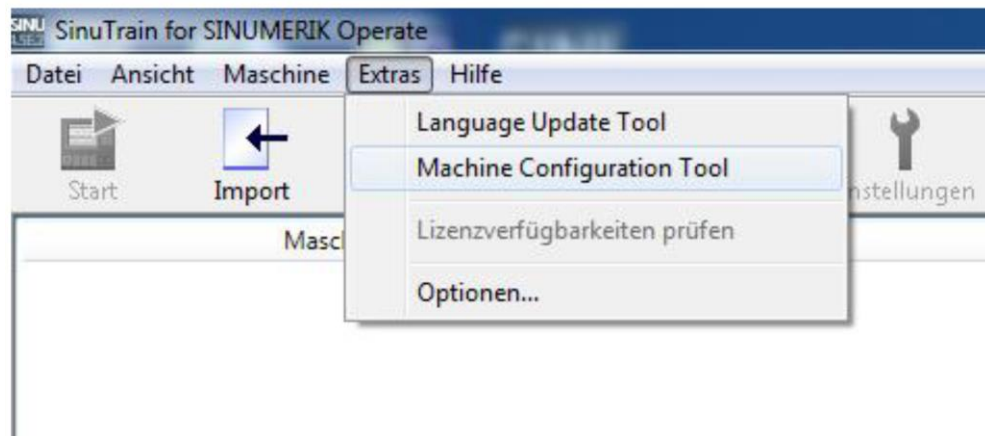 SinuTrain for SINUMERIK Operate
Datei Ansicht Maschine Extras Hilfe
Language Update Tool
Machine Configuration Tool
Lizenzverfügbarkeiten prüfen
Optionen...
Start Import nstellungen
Masc